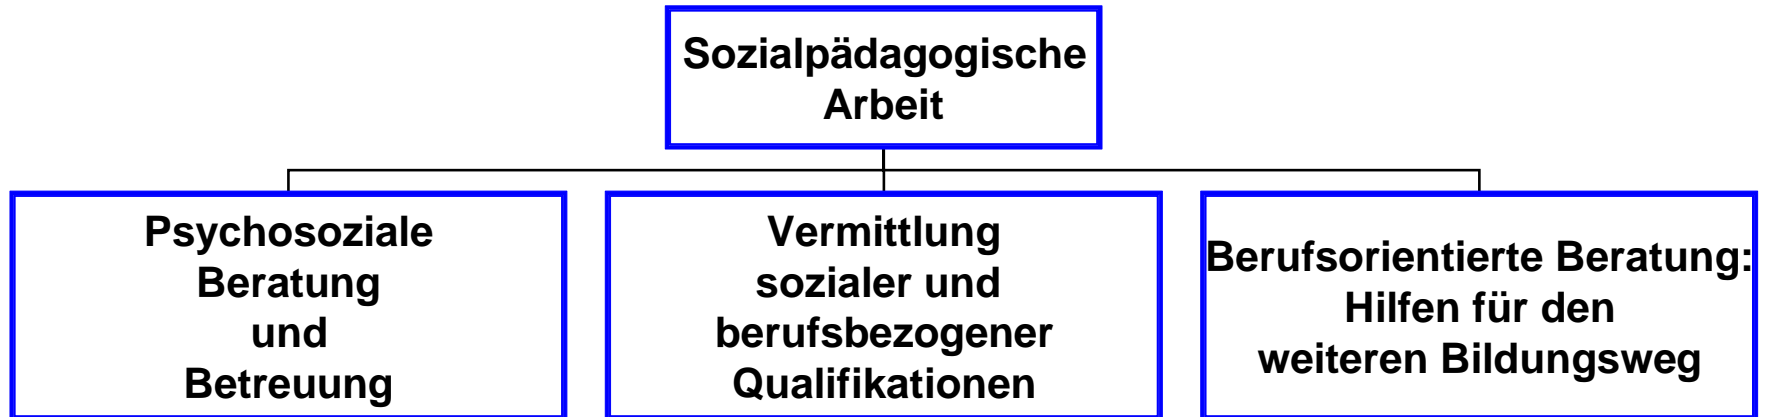 Sozialpädagogische
Arbeit
Psychosoziale
Beratung
und
Betreuung
Vermittlung
sozialer und
berufsbezogener
Qualifikationen
Berufsorientierte Beratung:
Hilfen für den
weiteren Bildungsweg